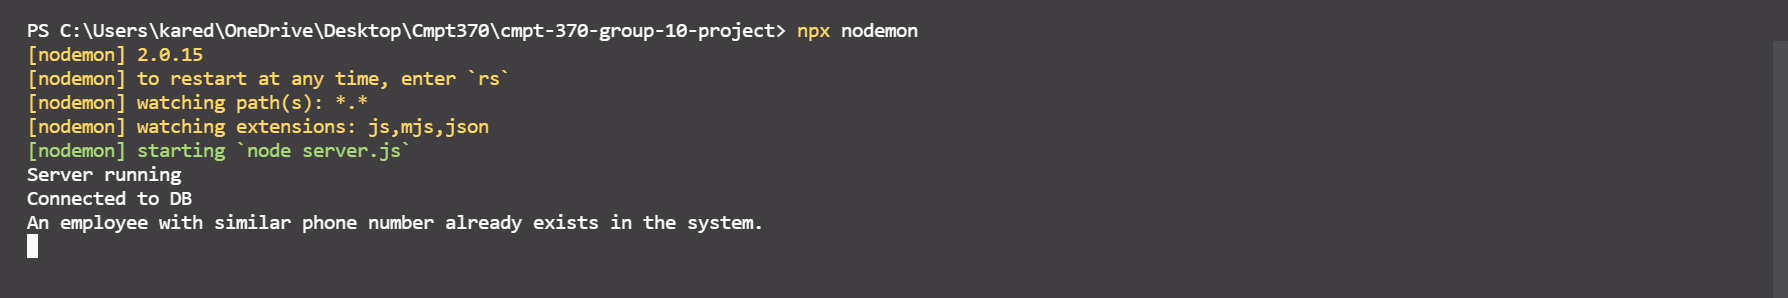 PS C:\Users\kared\OneDrive\Desktop\Cmpt370\cmpt-370-group-10-project> npx nodemon
[nodemon] 2.0.15
[nodemon] to restart at any time, enter `rs`
[nodemon] watching path(s): *.*
[nodemon] watching extensions: js,mjs,json
[nodemon] starting `node server.js`
Server running
Connected to DB
An employee with similar phone number already exists in the system.